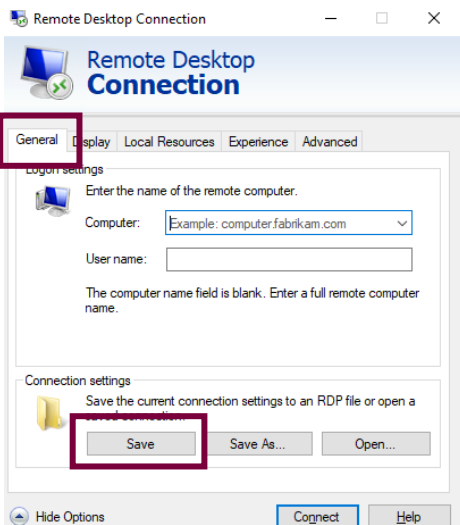 Remote Desktop Connection
Remote Desktop
Connection
General Display Local Resources Experience Advanced
Logon settings
Enter the name of the remote computer.
Computer: Example: computer.fabrikam.com
User name:
The computer name field is blank. Enter a full remote computer
name.
Connection settings
Save the current connection settings to an RDP file or open a
saved connection.
Save Save As... Open...
Hide Options Connect Help